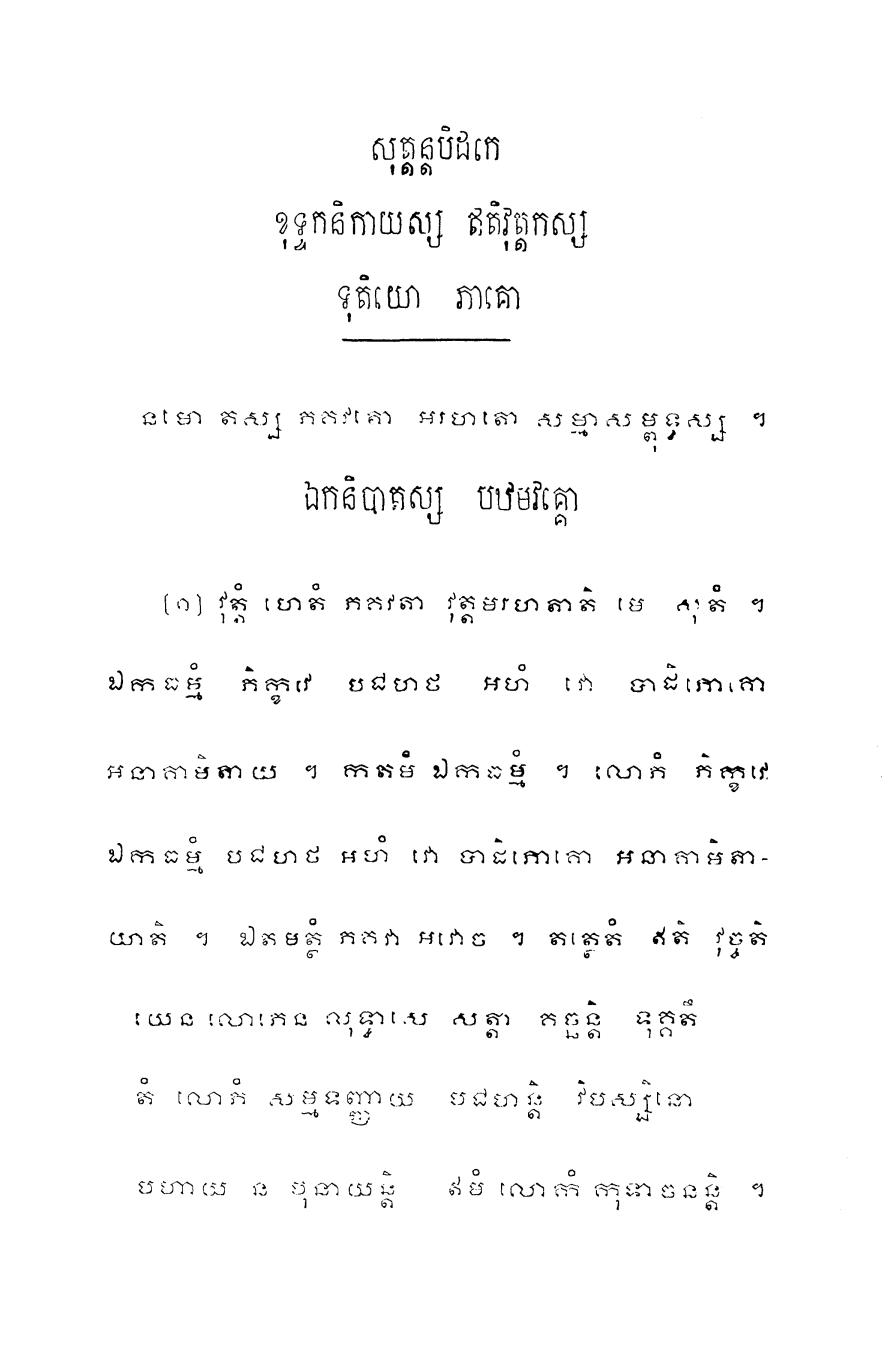 សុត្តន្តបិដកេ
ខុទ្ទកនិកាយស្ស ឥតិវុត្តកស្ស
ទុតិយោ ភាគោ
នមោ តស្ស ភគវតោ អរហតោ សម្មាសម្ពុទ្ធស្ស ។
ឯកនិបាតស្ស បឋមវគ្គោ
(១) វុត្តំ ហេតំ ភគវតា វុត្តមរហតាតិ មេ សុតំ ។
ឯកធម្មំ ភិក្ខវេ បជហថ អហំ វោ បាដិភោគោ
អនាគាមិតាយ ។ កតមំ ឯកធម្មំ ។ លោភំ ភិក្ខវេ
ឯកធម្មំ បជហថ អហំ វោ បាដិភោគោ អនាគាមិតា-
យាតិ ។ ឯតមត្ថំ ភគវា អវោច ។ តត្ថេតំ ឥតិ វុច្ចតិ
យេន លោភេន លុទ្ធាសេ សត្តា គច្ឆន្តិ ទុគ្គតឹ
តំ លោភំ សម្មទញ្ញាយ បជហន្តិ វិបស្សិនោ
បហាយ ន បុនាយន្តិ ឥមំ លោកំ កុទាចនន្តិ ។